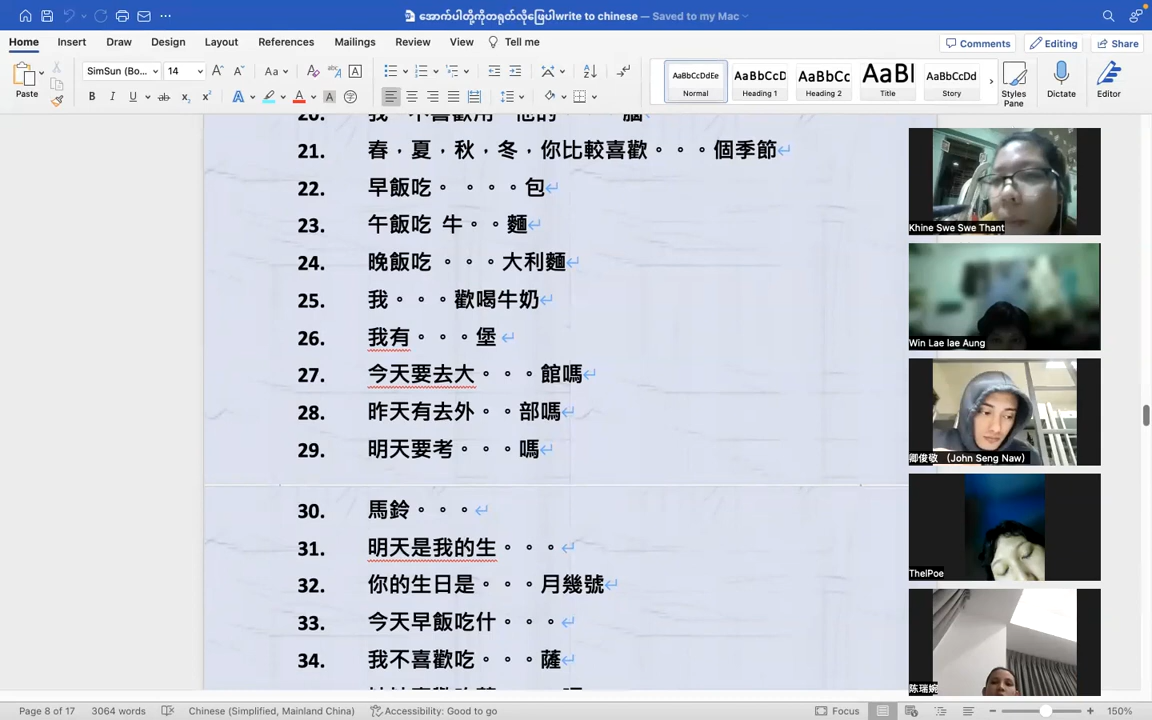 အောက်ပါတို့ကိုတရုတ်လိုဖြေပါwrite to chinese — Saved to my Mac
Home Insert Draw Design Layout References Mailings Review View Tell me
Comments Editing Share
Paste
SimSun (Bo... 14
Aa
B I U ab x₂ x²
AaBbCcDdEe AaBbCcD AaBbCc AaBl AaBbCcDd
Normal Heading 1 Heading 2 Title Story
Styles Pane
Dictate
Editor
21. 春，夏，秋，冬，你比較喜歡。。。個季節
22. 早飯吃。 。。。包
23. 午飯吃 牛。。麵
24. 晚飯吃 。。。大利麵
25. 我。。。歡喝牛奶
26. 我有。。。堡
27. 今天要去大。。。館嗎
28. 昨天有去外。。部嗎
29. 明天要考。。。嗎
30. 馬鈴。。。
31. 明天是我的生。。。
32. 你的生日是。。。月幾號
33. 今天早飯吃什。。。
34. 我不喜歡吃。。。薩
Khine Swe Swe Thant
Win Lae lae Aung
卿俊敬 （John Seng Naw)
ThelPoe
陈瑞婉
Page 8 of 17 3064 words Chinese (Simplified, Mainland China) Accessibility: Good to go Focus 150%